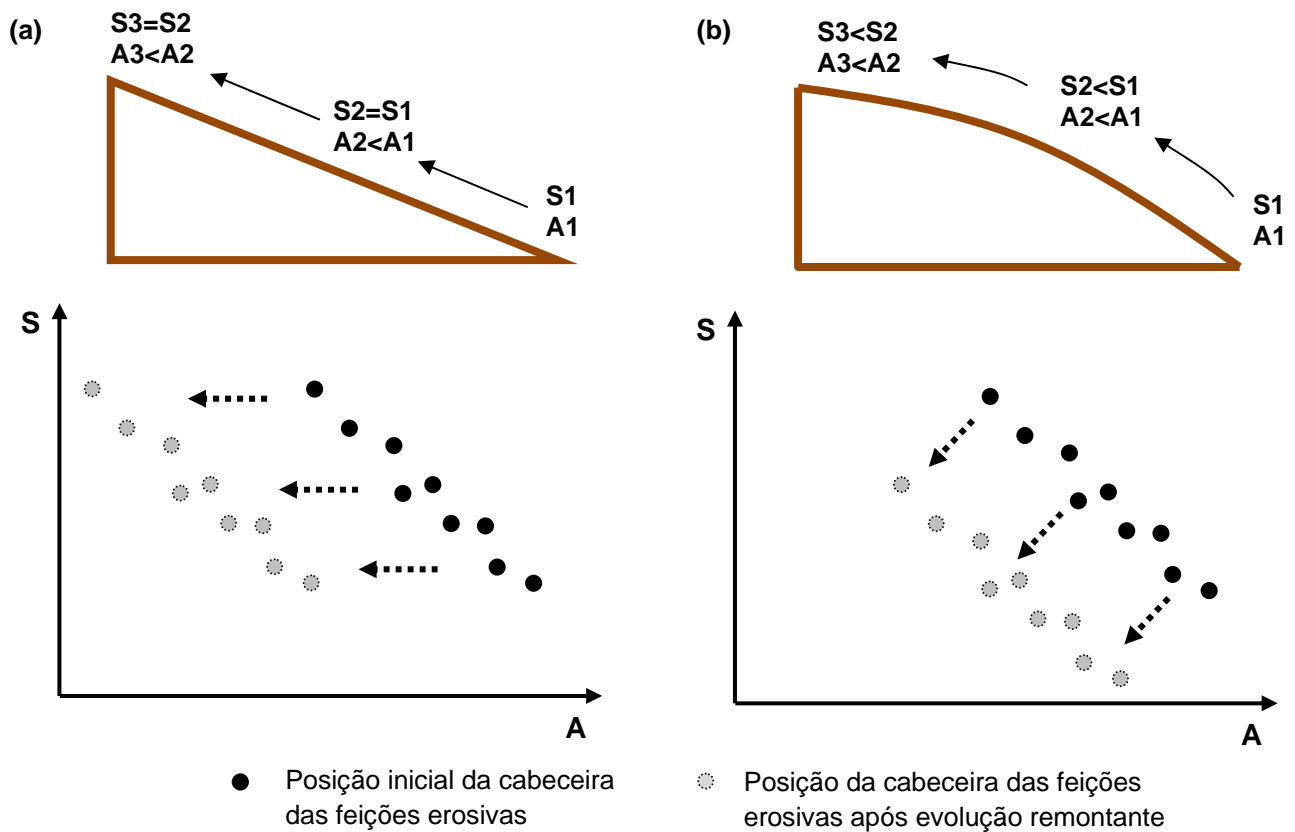 (a)
S3=S2
A3<A2
S2=S1
A2<A1
S1
A1
S
A
(b)
S3<S2
A3<A2
S2<S1
A2<A1
S1
A1
S
A
Posição inicial da cabeceira
das feições erosivas
Posição da cabeceira das feições
erosivas após evolução remontante